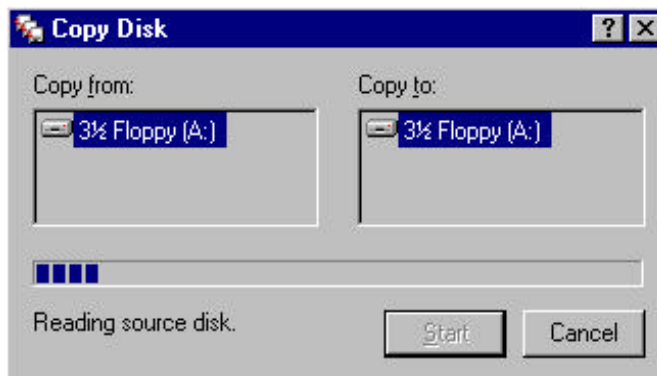 Copy Disk
Copy from:
Copy to:
3½ Floppy (A:)
3½ Floppy (A:)
Reading source disk.
Start
Cancel